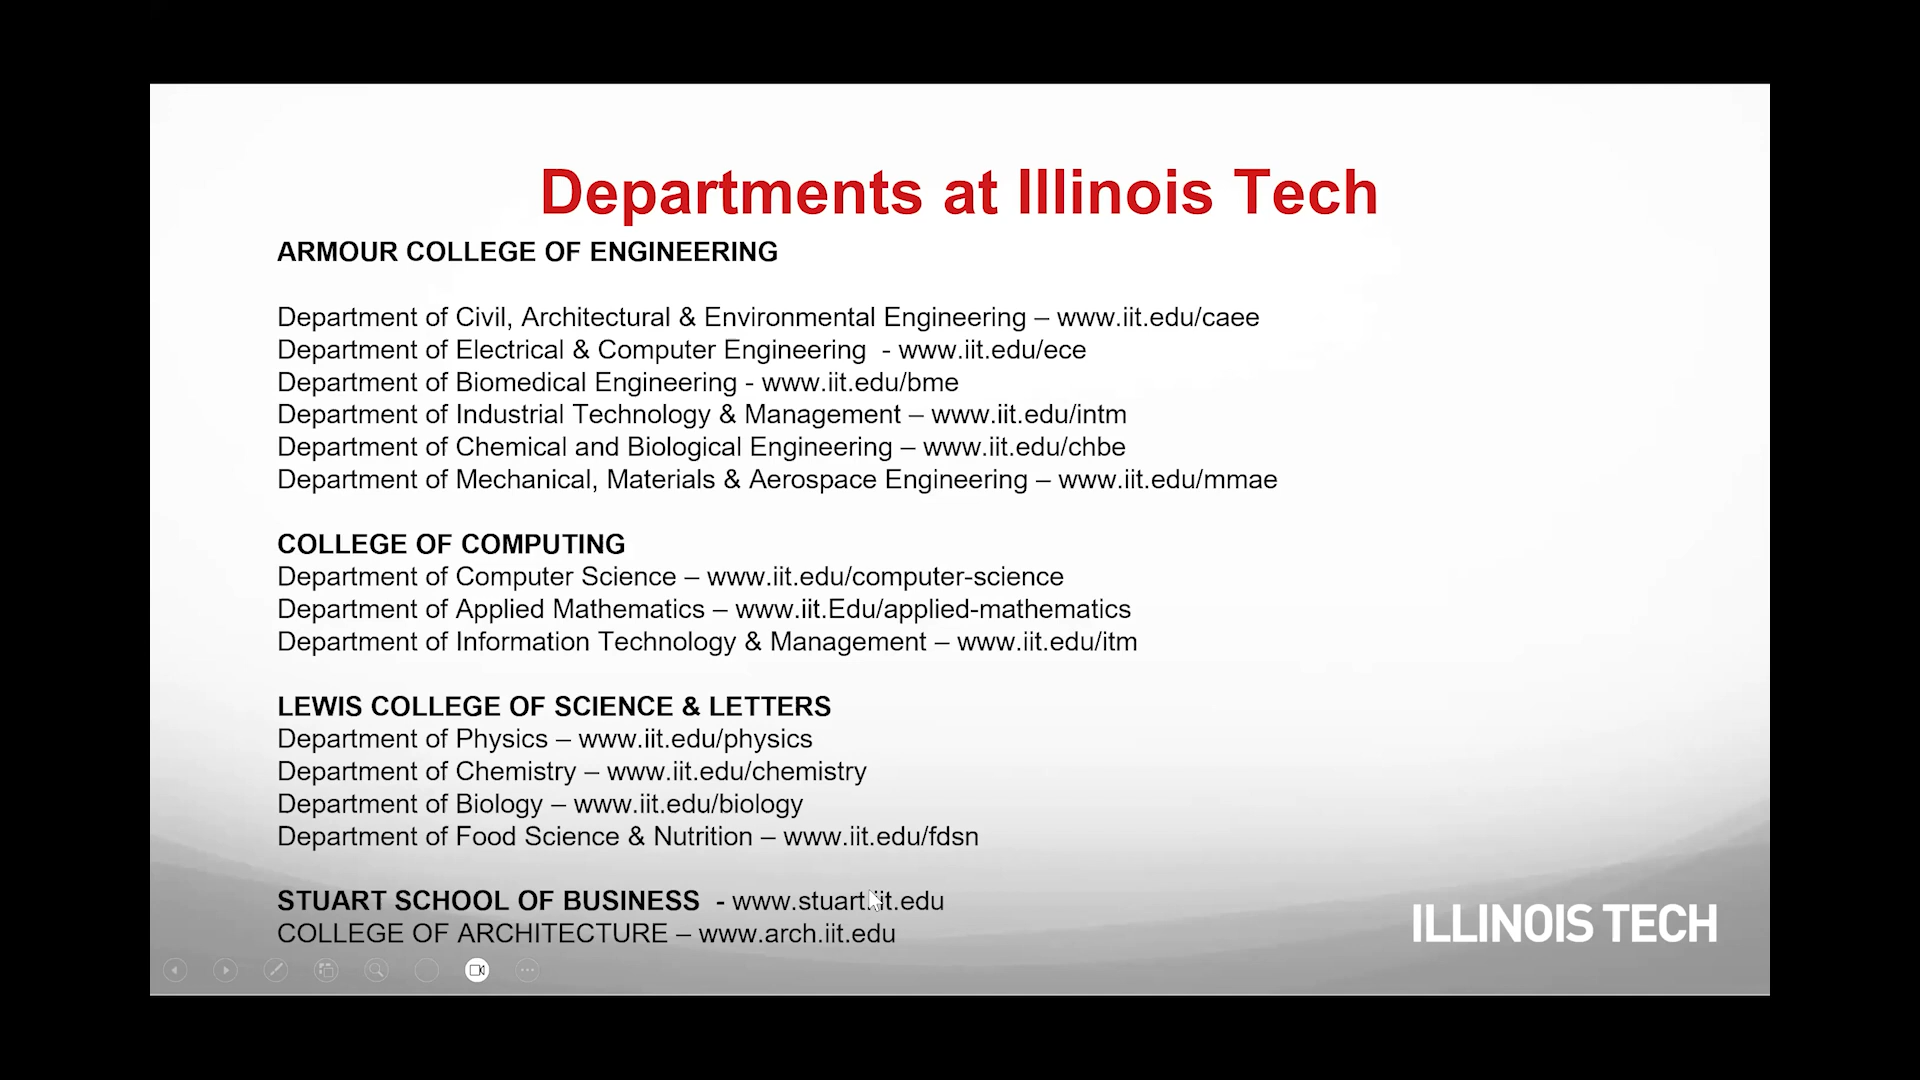 Departments at Illinois Tech
ARMOUR COLLEGE OF ENGINEERING
Department of Civil, Architectural & Environmental Engineering – www.iit.edu/caee
Department of Electrical & Computer Engineering  - www.iit.edu/ece
Department of Biomedical Engineering - www.iit.edu/bme
Department of Industrial Technology & Management – www.iit.edu/intm
Department of Chemical and Biological Engineering – www.iit.edu/chbe
Department of Mechanical, Materials & Aerospace Engineering – www.iit.edu/mmae
COLLEGE OF COMPUTING
Department of Computer Science – www.iit.edu/computer-science
Department of Applied Mathematics – www.iit.Edu/applied-mathematics
Department of Information Technology & Management – www.iit.edu/itm
LEWIS COLLEGE OF SCIENCE & LETTERS
Department of Physics – www.iit.edu/physics
Department of Chemistry – www.iit.edu/chemistry
Department of Biology – www.iit.edu/biology
Department of Food Science & Nutrition – www.iit.edu/fdsn
STUART SCHOOL OF BUSINESS  - www.stuart.iit.edu
COLLEGE OF ARCHITECTURE – www.arch.iit.edu
ILLINOIS TECH